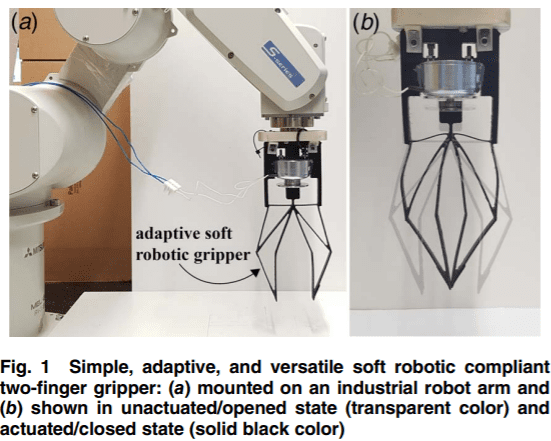 (a)
S-SERIES
adaptive soft
robotic gripper
(b)
Fig. 1 Simple, adaptive, and versatile soft robotic compliant
two-finger gripper: (a) mounted on an industrial robot arm and
(b) shown in unactuated/opened state (transparent color) and
actuated/closed state (solid black color)